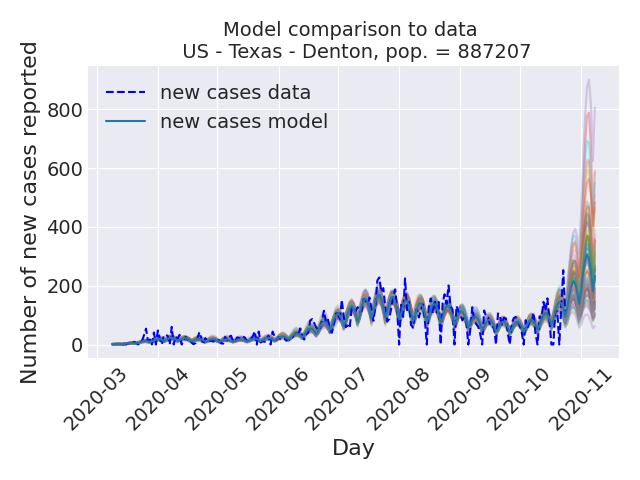 Model comparison to data
US - Texas - Denton, pop. = 887207
Number of new cases reported
800
600
400
200
0
new cases data
new cases model
2020-03
2020-04
2020-05
2020-06
2020-07
2020-08
2020-09
2020-10
2020-11
Day